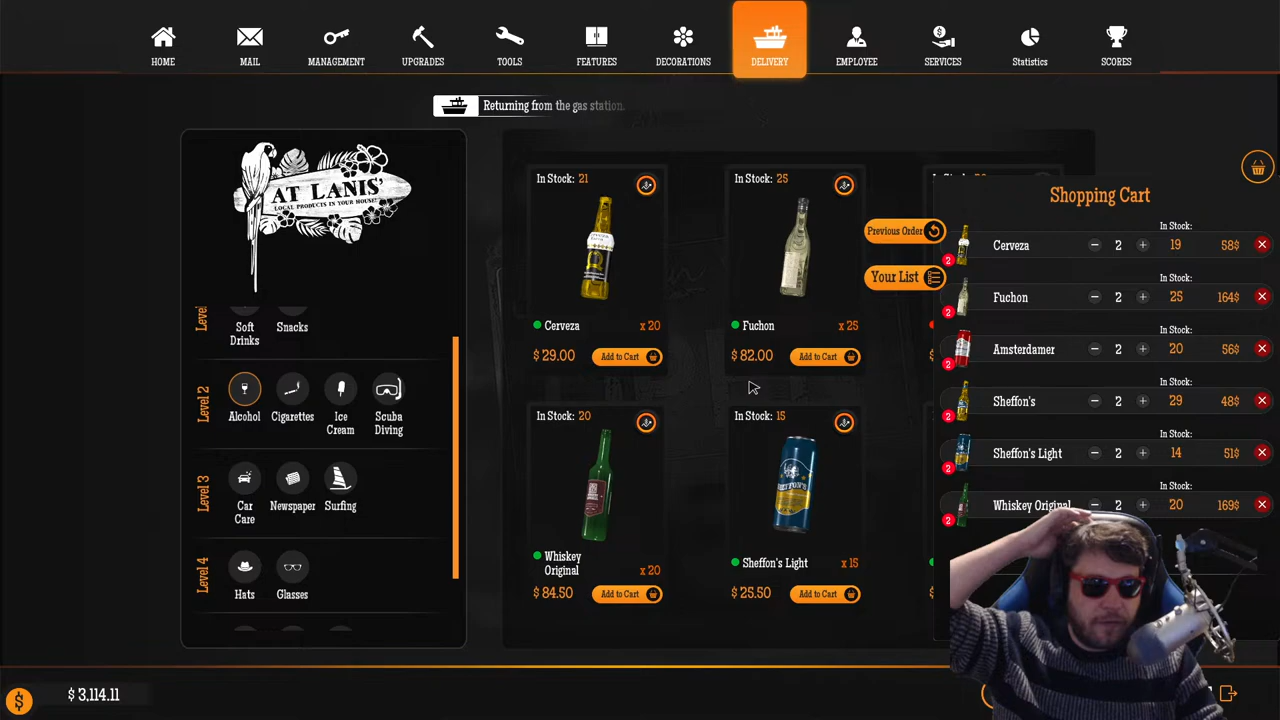 HOME
MAIL
MANAGEMENT
UPGRADES
TOOLS
FEATURES
DECORATIONS
DELIVERY
EMPLOYEE
SERVICES
Statistics
SCORES
Returning from the gas station.
AT LANIS'
LOCAL PRODUCTS IN YOUR HOUSE!
Soft Drinks
Snacks
Level 2
Alcohol
Cigarettes
Ice Cream
Scuba Diving
Level 3
Car Care
Newspaper
Surfing
Level 4
Hats
Glasses
In Stock: 21
Cerveza x 20
$ 29.00 Add to Cart
In Stock: 25
Fuchon x 25
$ 82.00 Add to Cart
In Stock: 20
Whiskey Original x 20
$ 84.50 Add to Cart
In Stock: 15
Sheffon's Light x 15
$ 25.50 Add to Cart
Previous Order
Your List
Shopping Cart
In Stock:
2 Cerveza 2 19 58$
In Stock:
2 Fuchon 2 25 164$
In Stock:
2 Amsterdamer 2 20 56$
In Stock:
2 Sheffon's 2 29 48$
In Stock:
2 Sheffon's Light 2 14 51$
In Stock:
2 Whiskey Original 2 20 169$
$ 3,114.11